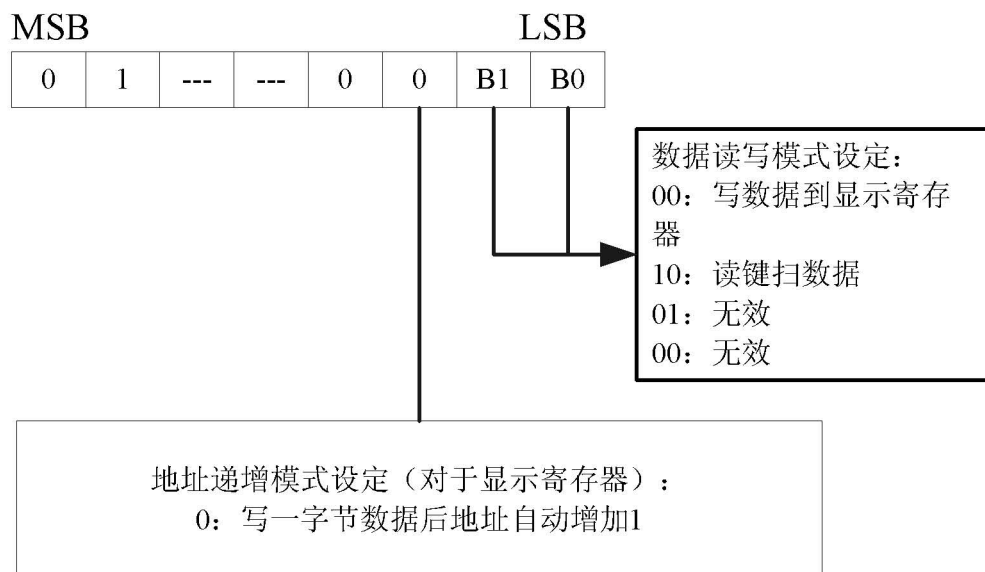 MSB LSB
0 1 --- --- 0 0 B1 B0
数据读写模式设定：
00：写数据到显示寄存
器
10：读键扫数据
01：无效
00：无效
地址递增模式设定（对于显示寄存器）：
0：写一字节数据后地址自动增加1